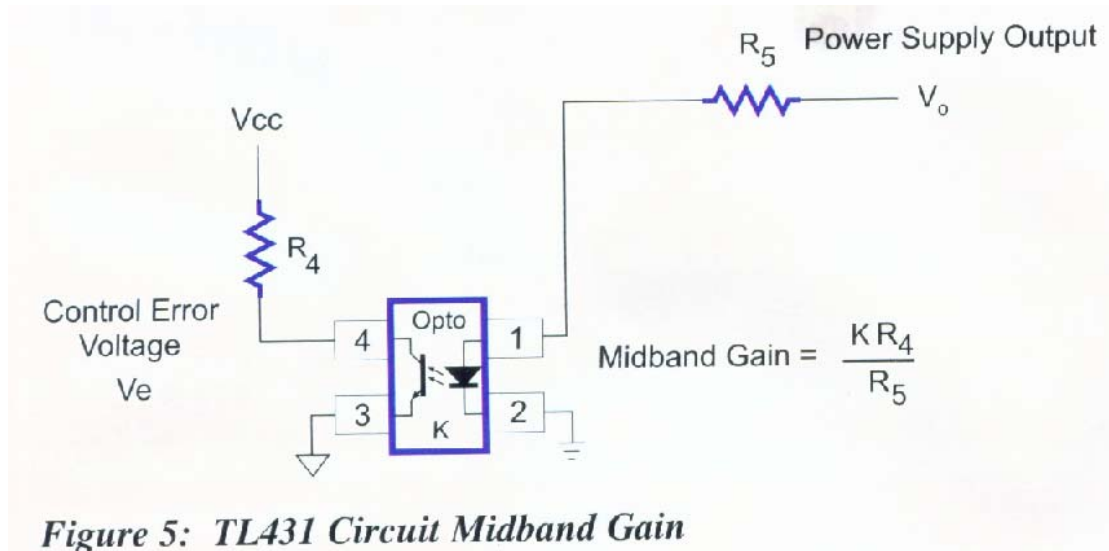 R5 Power Supply Output
Vo
Vcc
R4
Control Error
Voltage
Ve
Opto
4
1
3
2
K
Midband Gain = K R4 / R5
Figure 5: TL431 Circuit Midband Gain